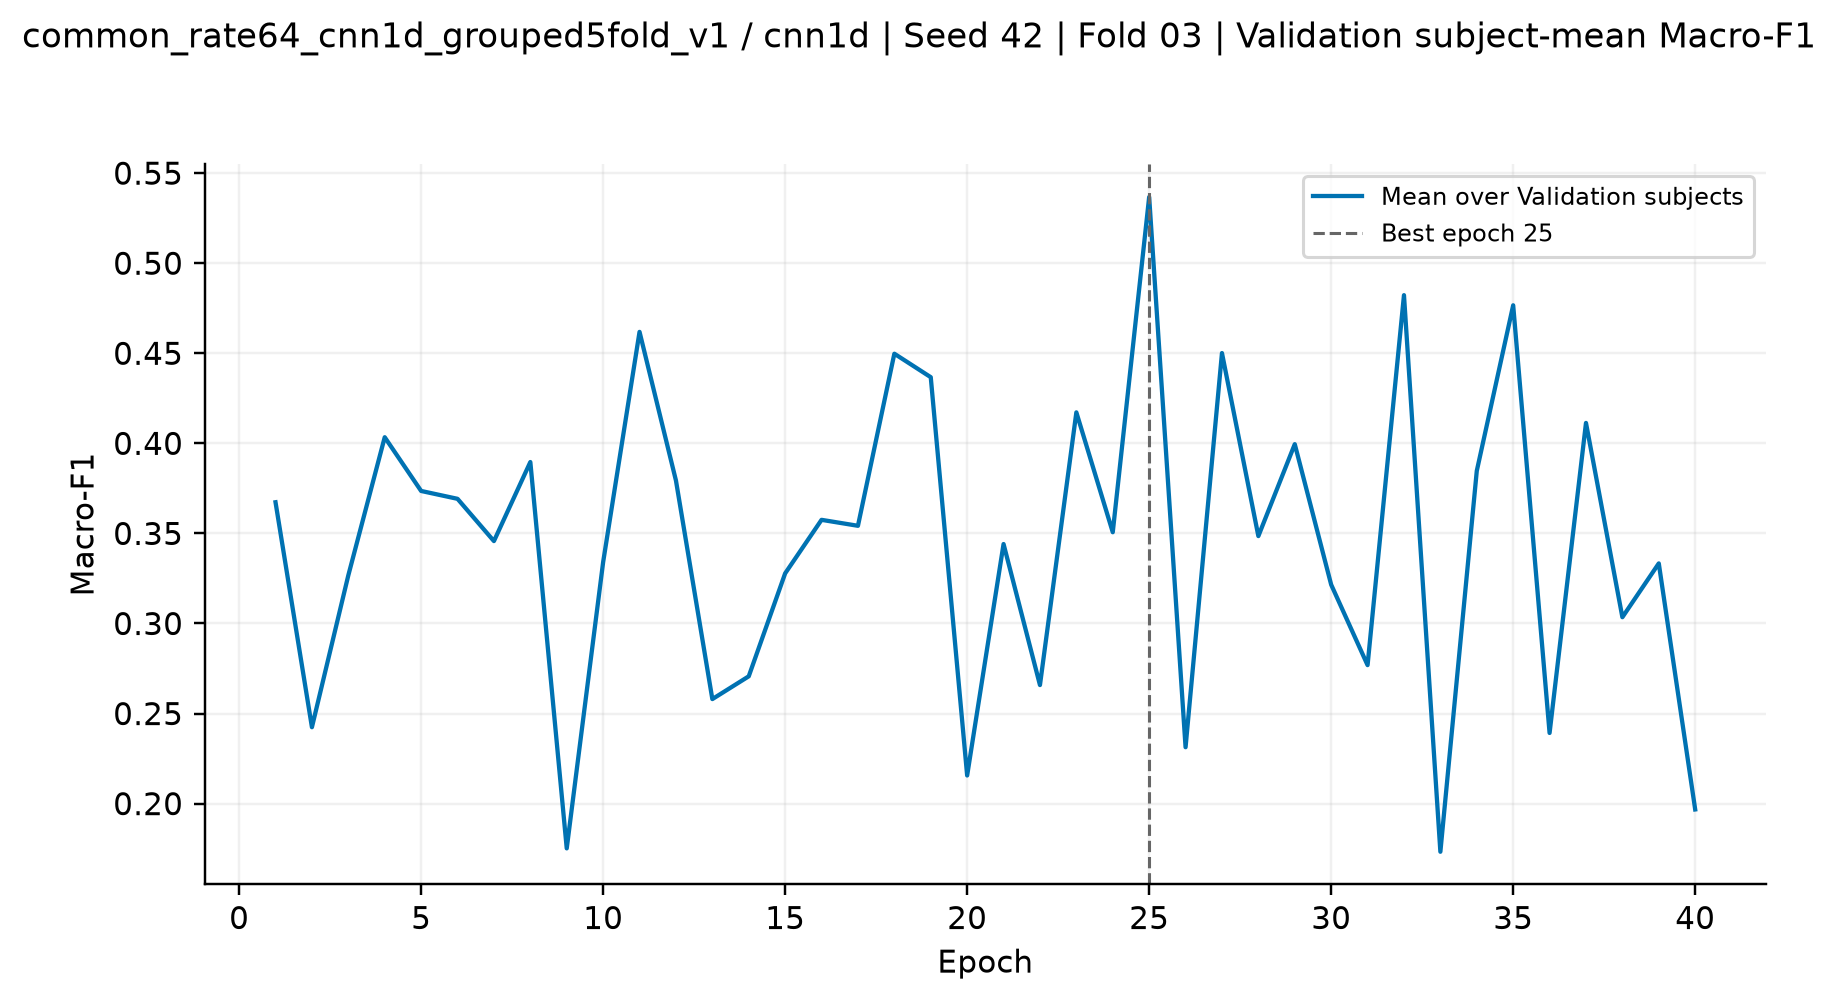 common_rate64_cnn1d_grouped5fold_v1 / cnn1d | Seed 42 | Fold 03 | Validation subject-mean Macro-F1
Mean over Validation subjects
Best epoch 25
Macro-F1
0.55
0.50
0.45
0.40
0.35
0.30
0.25
0.20
0 5 10 15 20 25 30 35 40
Epoch